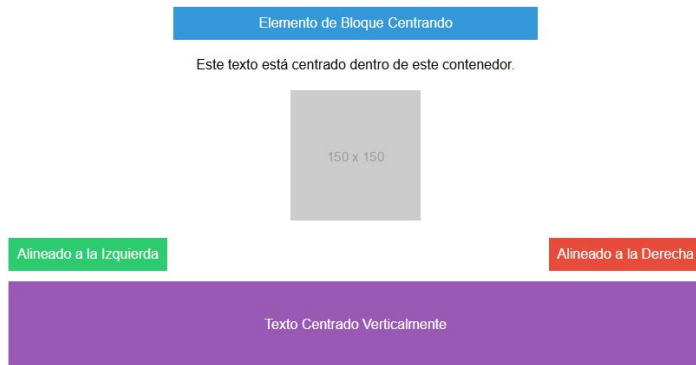 Elemento de Bloque Centrando
Este texto está centrado dentro de este contenedor.
150 x 150
Alineado a la Izquierda
Alineado a la Derecha
Texto Centrado Verticalmente